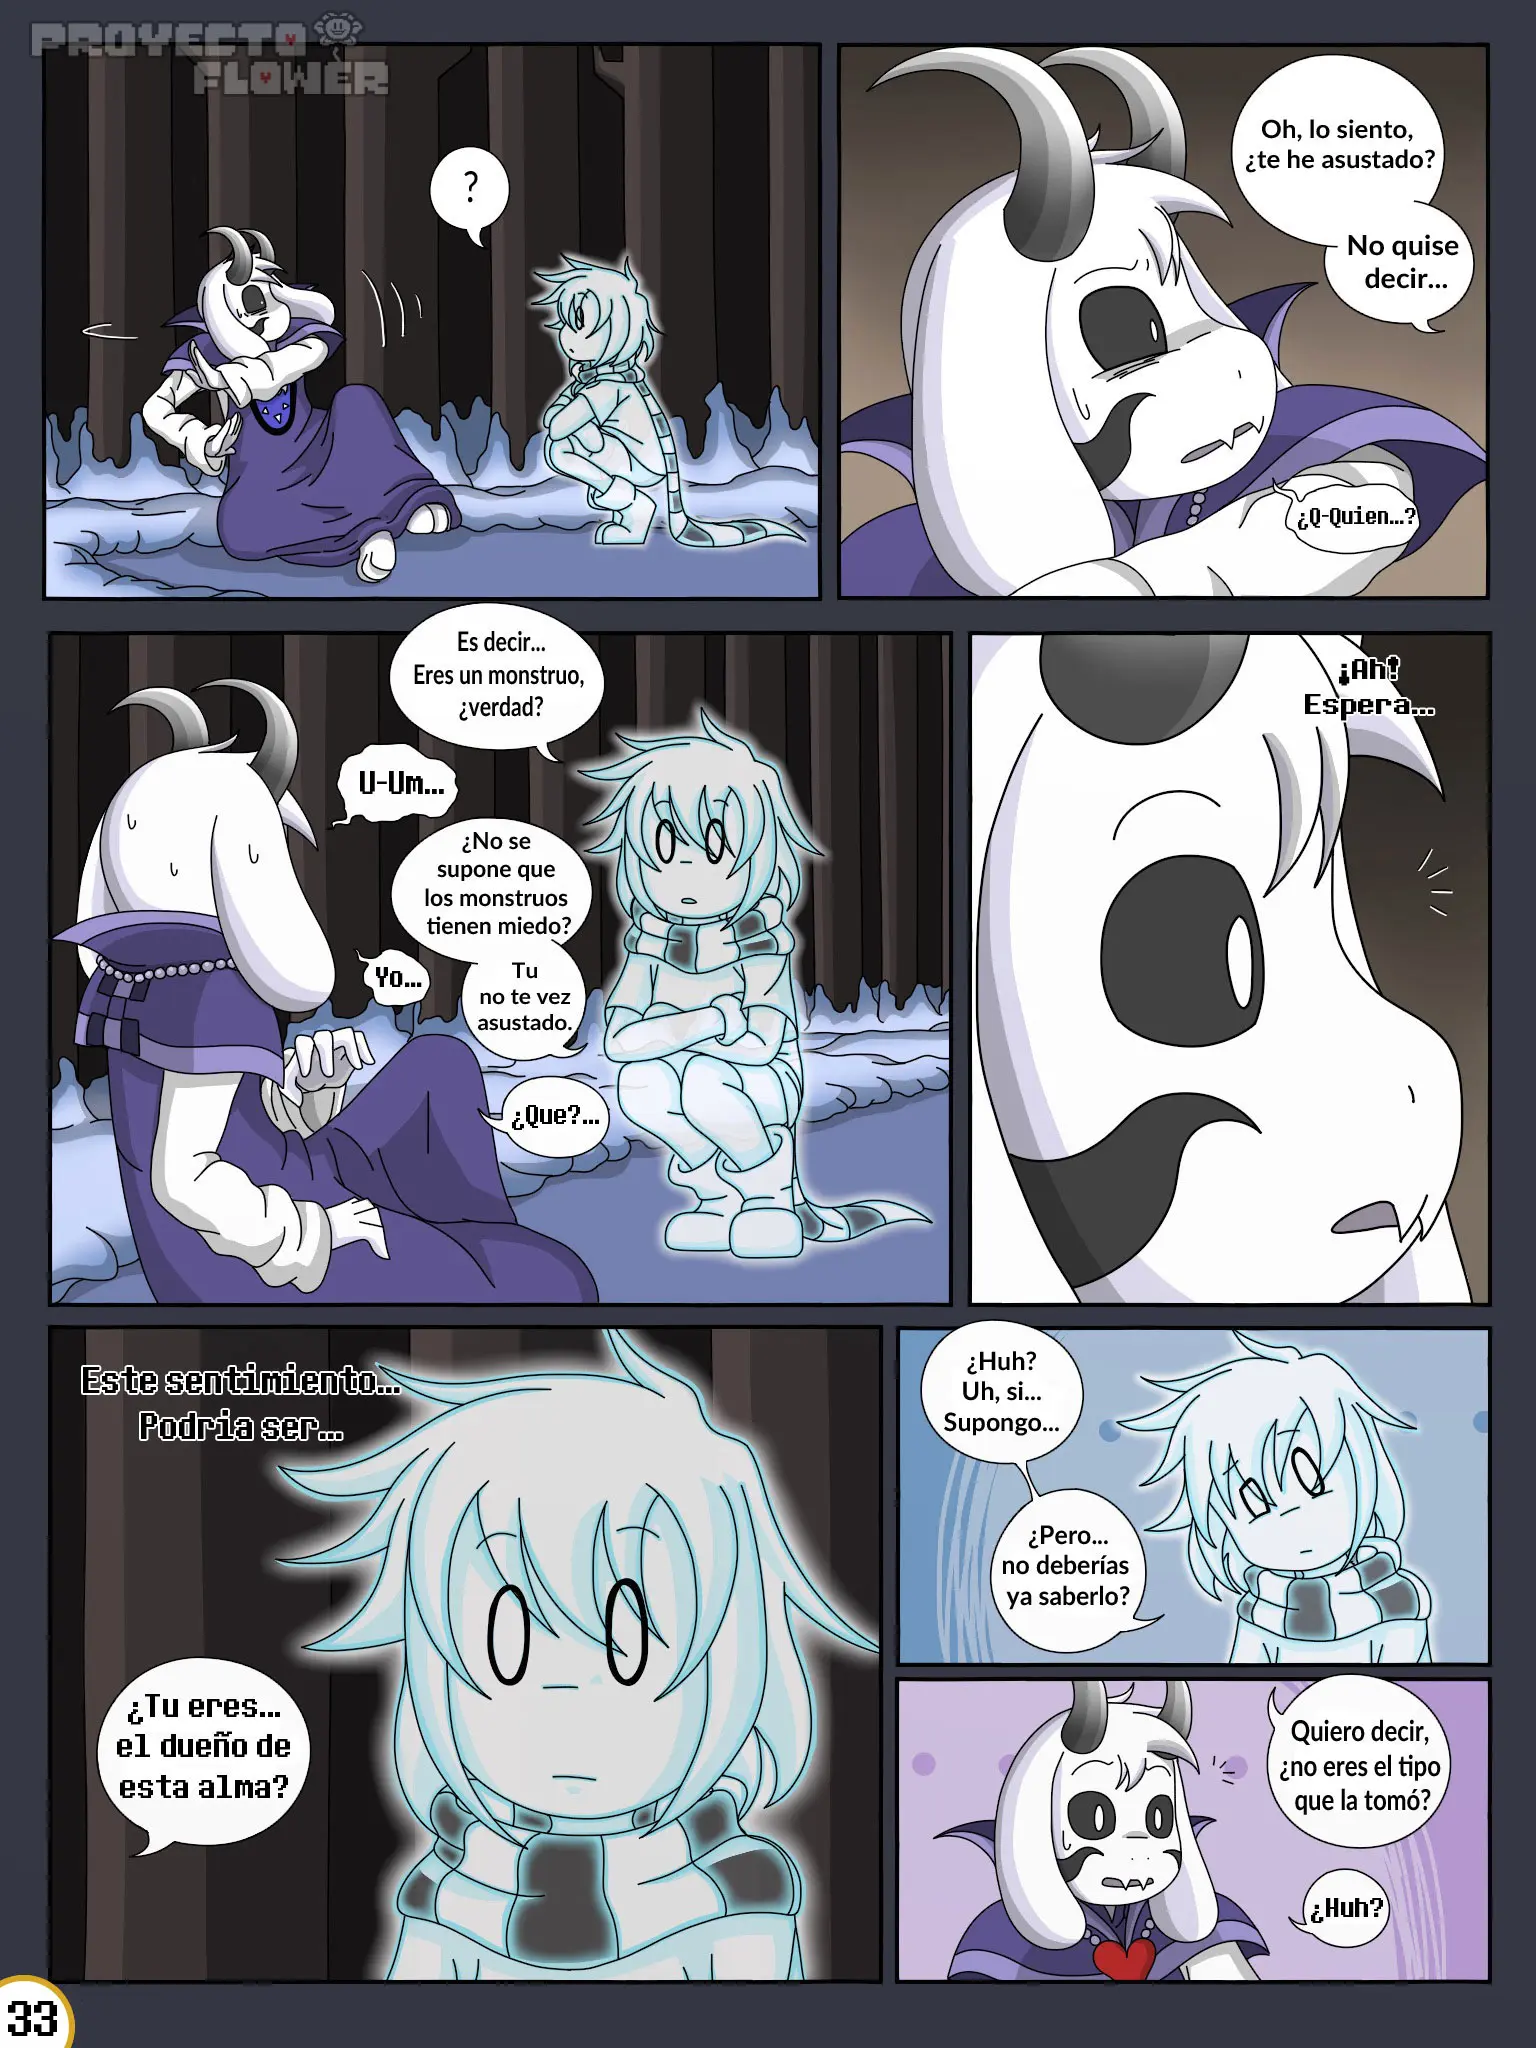 PROYECTO
FLOWER
?
Oh, lo siento,
¿te he asustado?
No quise
decir...
¿Q-Quien...?
Es decir...
Eres un monstruo,
¿verdad?
U-Um...
¿No se
supone que
los monstruos
tienen miedo?
Yo...
Tu
no te vez
asustado.
¿Que?...
¡Ah!
Espera...
Este sentimiento...
Podria ser...
¿Tu eres...
el dueño de
esta alma?
¿Huh?
Uh, si...
Supongo...
¿Pero...
no deberías
ya saberlo?
Quiero decir,
¿no eres el tipo
que la tomó?
¿Huh?
33